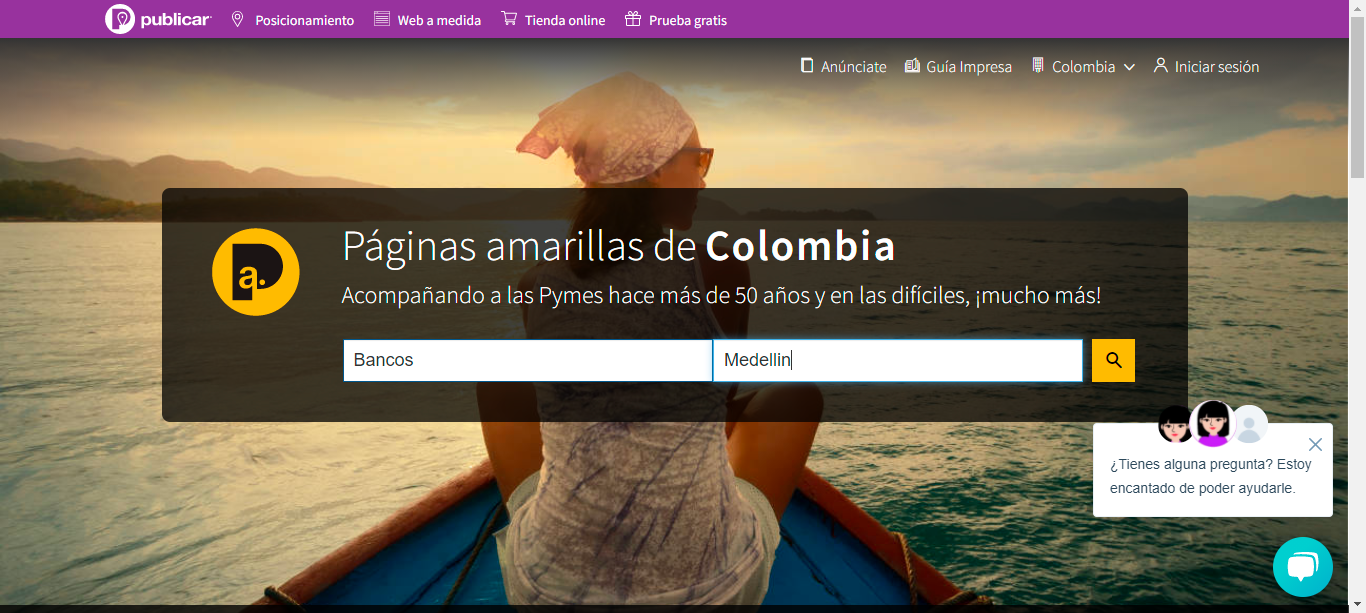 publicar Posicionamiento Web a medida Tienda online Prueba gratis
Anúnciate Guía Impresa Colombia Iniciar sesión
Páginas amarillas de Colombia
a.
Acompañando a las Pymes hace más de 50 años y en las difíciles, ¡mucho más!
Bancos Medellin
¿Tienes alguna pregunta? Estoy
encantado de poder ayudarle.